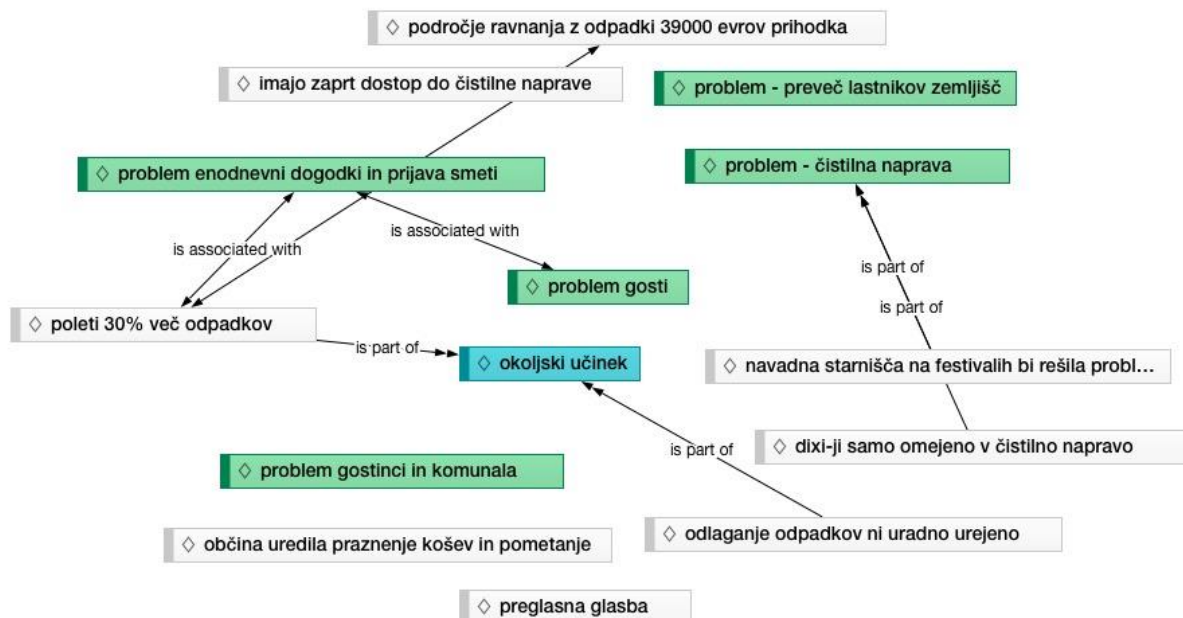 ◇ področje ravnanja z odpadki 39000 evrov prihodka
◇ imajo zaprt dostop do čistilne naprave
◇ problem - preveč lastnikov zemljišč
◇ problem enodnevni dogodki in prijava smeti
◇ problem - čistilna naprava
is associated with
is associated with
is part of
◇ problem gosti
is part of
◇ poleti 30% več odpadkov
is part of
◇ okoljski učinek
◇ navadna starnišča na festivalih bi rešila probl...
is part of
◇ dixi-ji samo omejeno v čistilno napravo
◇ problem gostinci in komunala
◇ odlaganje odpadkov ni uradno urejeno
◇ občina uredila praznenje košev in pometanje
◇ preglasna glasba